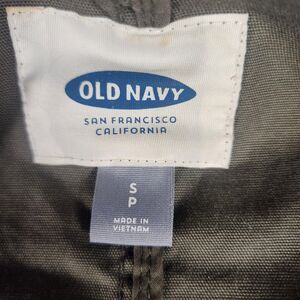 OLD NAVY
SAN FRANCISCO
CALIFORNIA
S
P
MADE IN
VIETNAM